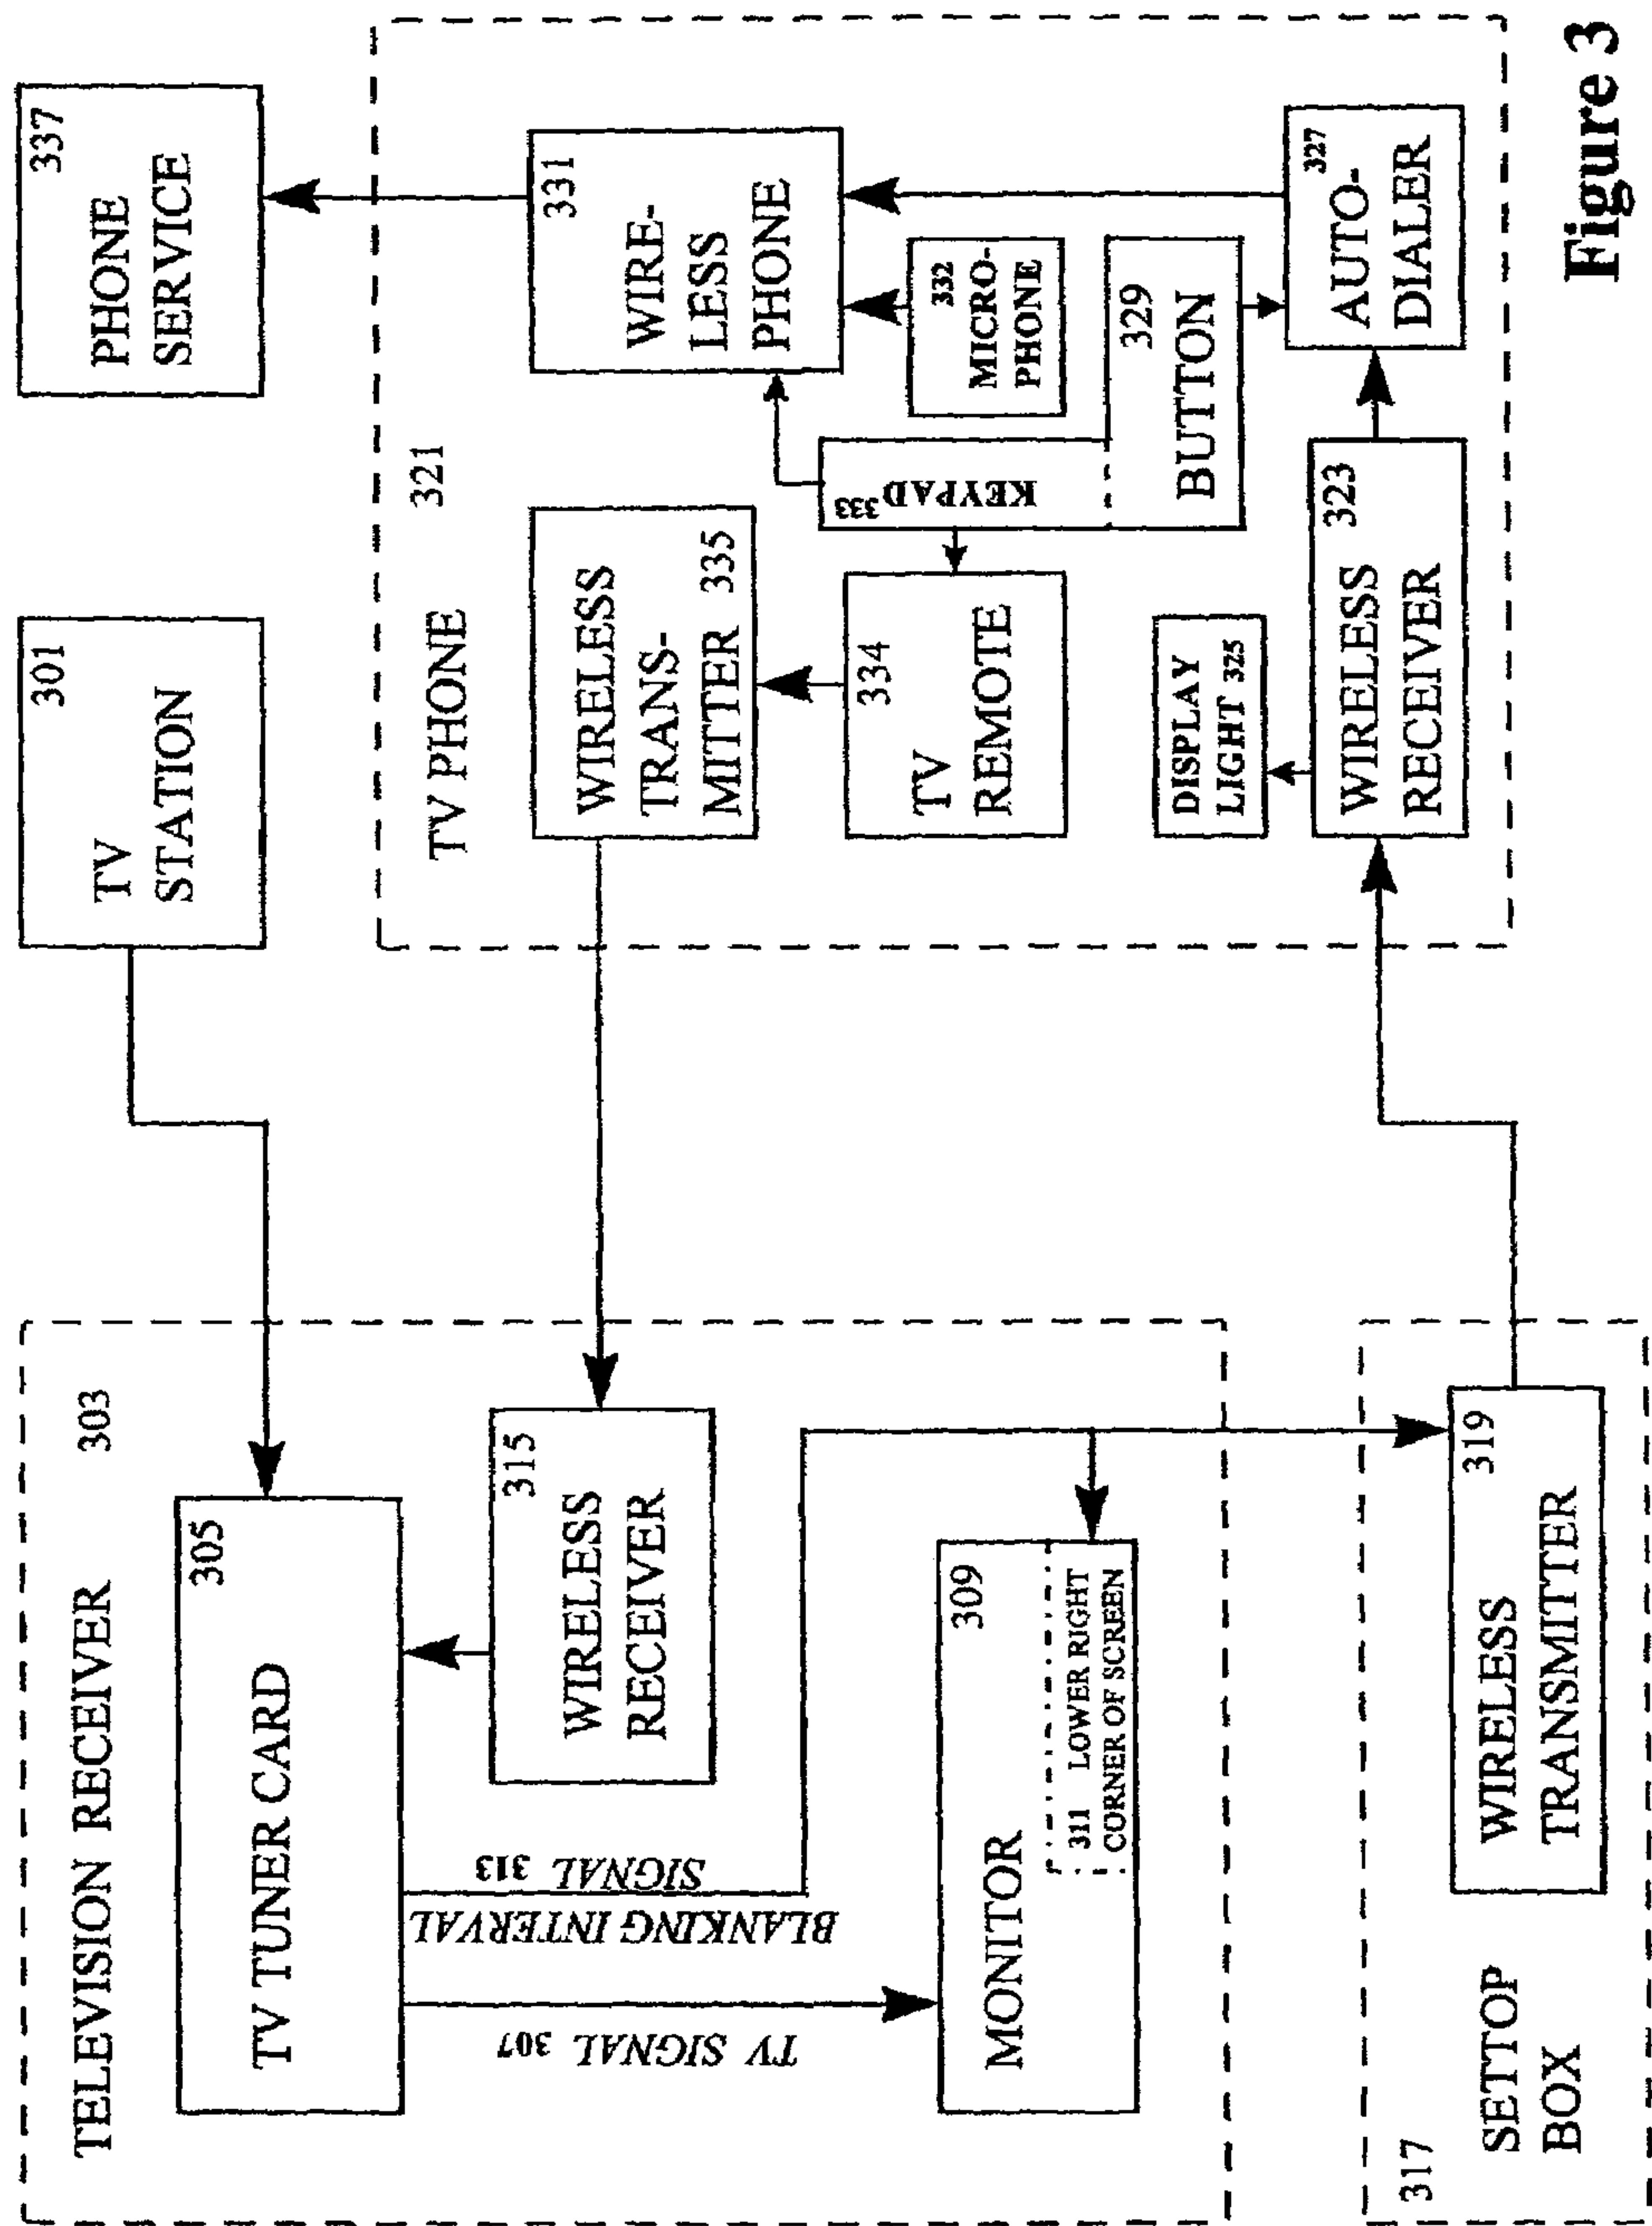 TELEVISION RECEIVER 303
305
TV TUNER CARD
315
WIRELESS
RECEIVER
TV SIGNAL 307
BLANKING INTERVAL
SIGNAL 313
309
MONITOR
311 LOWER RIGHT
CORNER OF SCREEN
317
SETTOP
BOX
319
WIRELESS
TRANSMITTER
301
TV
STATION
337
PHONE
SERVICE
TV PHONE 321
WIRELESS
TRANS-
MITTER 335
331
WIRE-
LESS
PHONE
334
TV
REMOTE
KEYPAD 333
332
MICRO-
PHONE
329
BUTTON
DISPLAY
LIGHT 325
323
WIRELESS
RECEIVER
327
AUTO-
DIALER
Figure 3